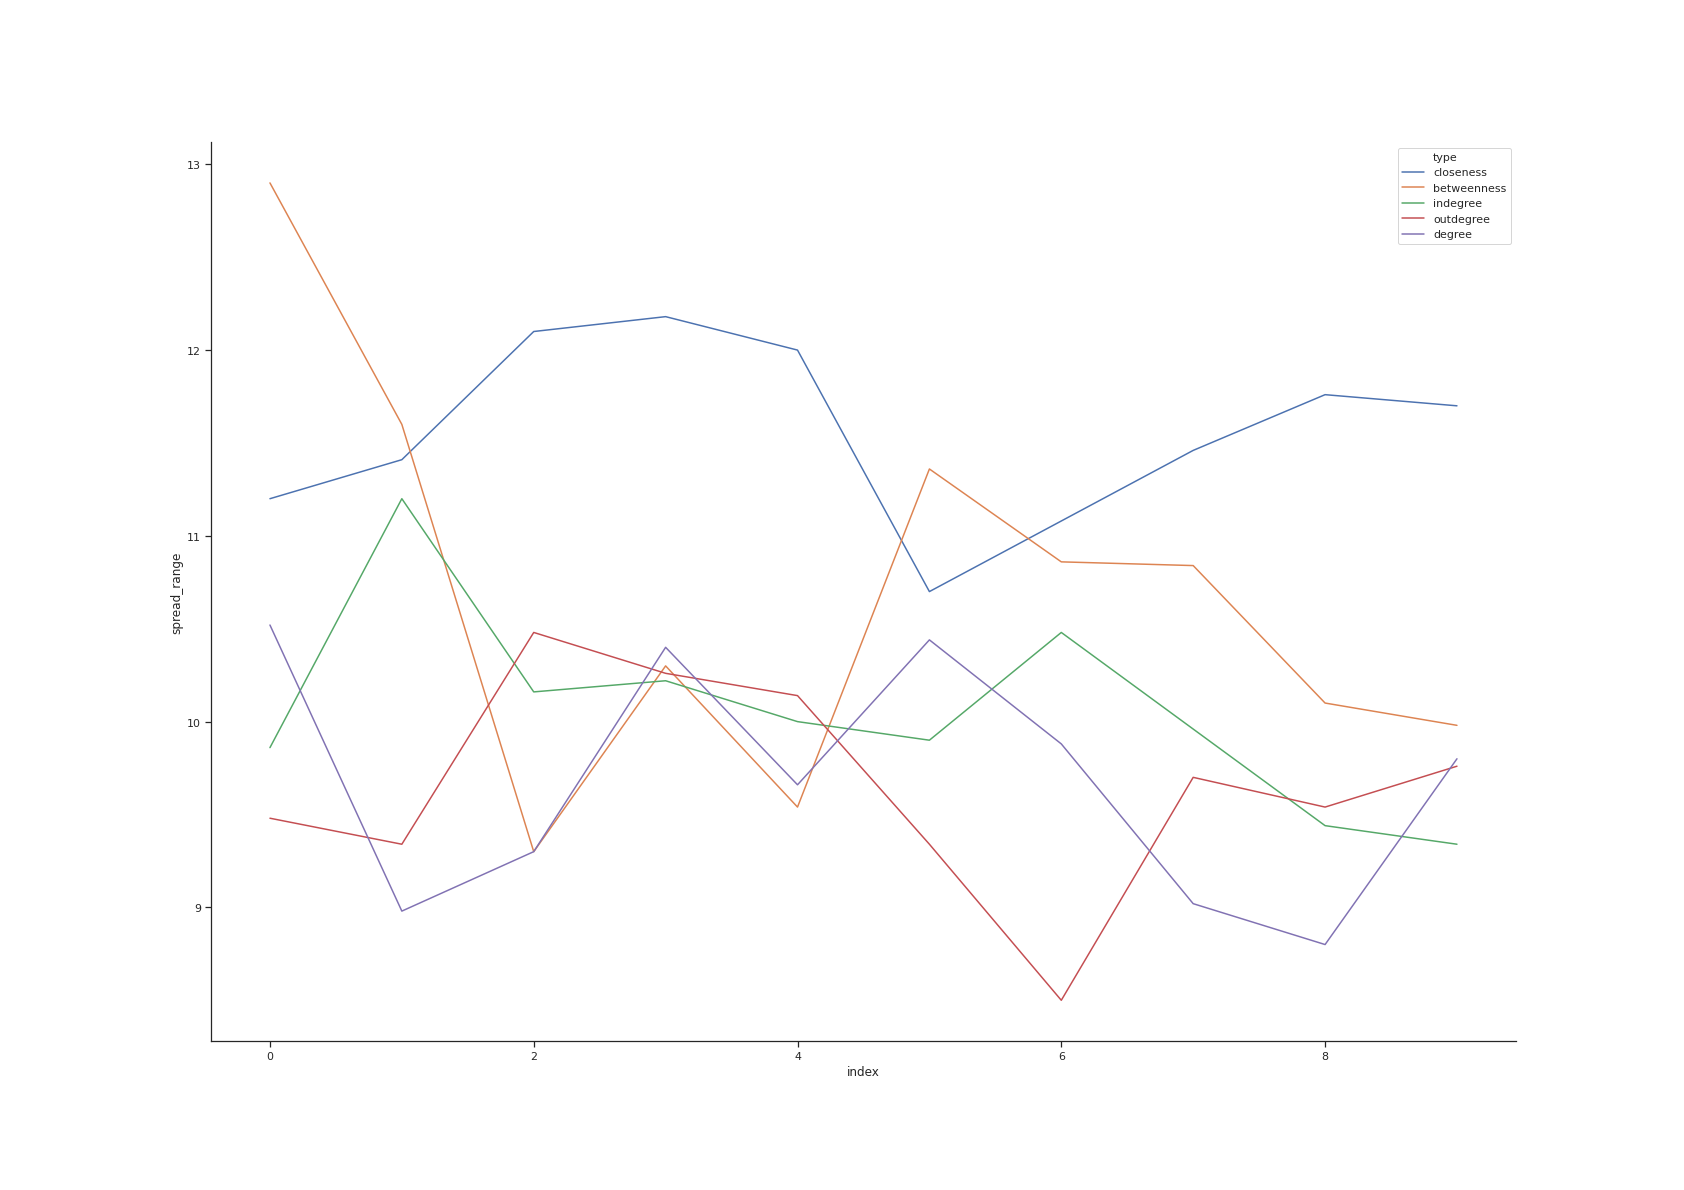 type
closeness
betweenness
indegree
outdegree
degree
13
12
11
10
9
spread_range
0 2 4 6 8
index